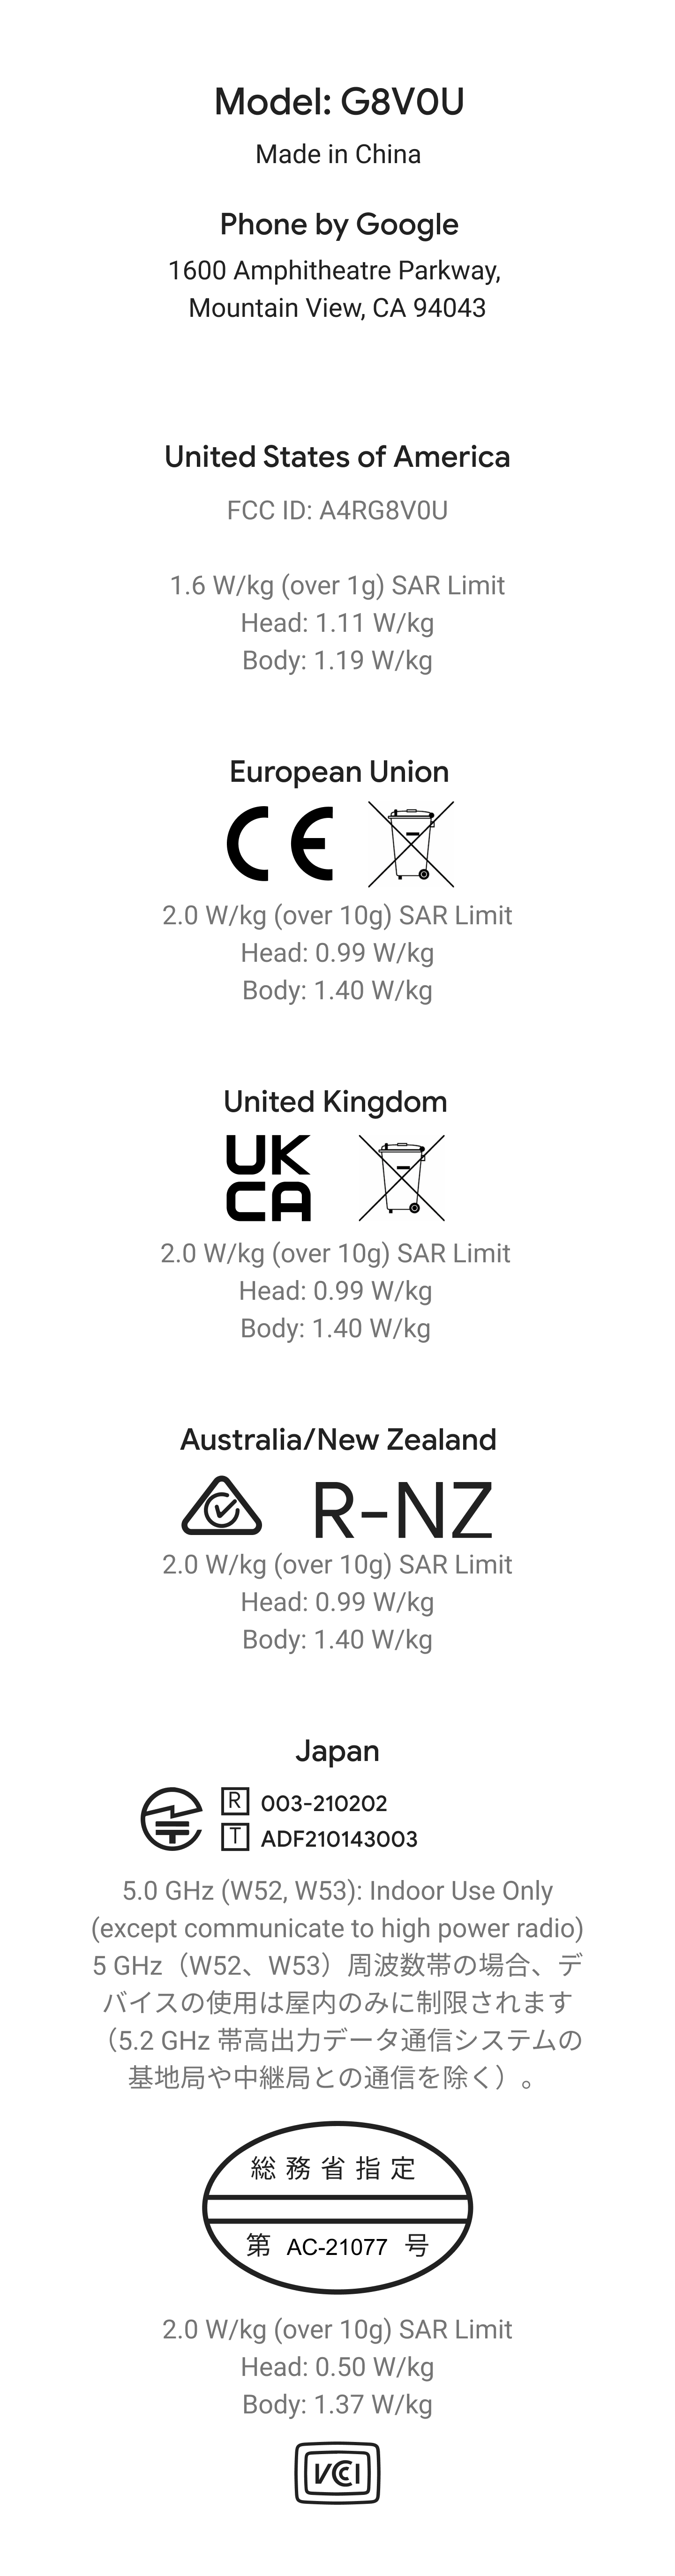 Model: G8V0U
Made in China
Phone by Google
1600 Amphitheatre Parkway,
Mountain View, CA 94043
United States of America
FCC ID: A4RG8V0U
1.6 W/kg (over 1g) SAR Limit
Head: 1.11 W/kg
Body: 1.19 W/kg
European Union
CE
2.0 W/kg (over 10g) SAR Limit
Head: 0.99 W/kg
Body: 1.40 W/kg
United Kingdom
UK
CA
2.0 W/kg (over 10g) SAR Limit
Head: 0.99 W/kg
Body: 1.40 W/kg
Australia/New Zealand
R-NZ
2.0 W/kg (over 10g) SAR Limit
Head: 0.99 W/kg
Body: 1.40 W/kg
Japan
R 003-210202
T ADF210143003
5.0 GHz (W52, W53): Indoor Use Only
(except communicate to high power radio)
5 GHz（W52、W53）周波数帯の場合、デ
バイスの使用は屋内のみに制限されます
（5.2 GHz 帯高出力データ通信システムの
基地局や中継局との通信を除く）。
総務省指定
第 AC-21077 号
2.0 W/kg (over 10g) SAR Limit
Head: 0.50 W/kg
Body: 1.37 W/kg
VCCI